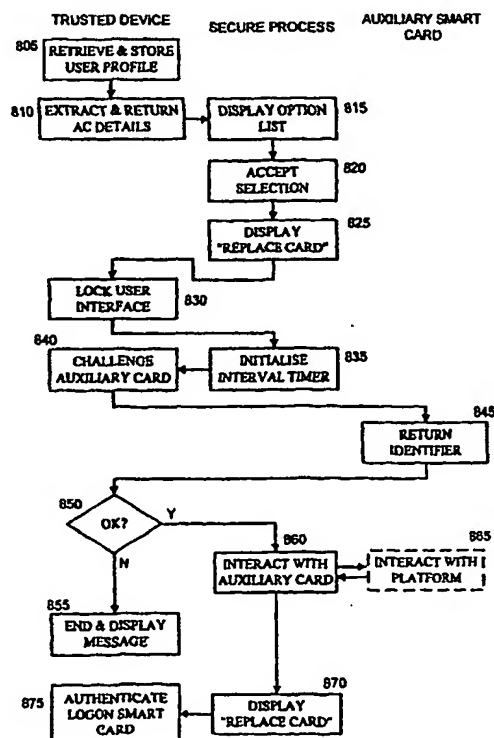 TRUSTED DEVICE
SECURE PROCESS
AUXILIARY SMART
CARD
805
RETRIEVE & STORE
USER PROFILE
810
EXTRACT & RETURN
AC DETAILS
DISPLAY OPTION
LIST
815
820
ACCEPT
SELECTION
825
DISPLAY
"REPLACE CARD"
LOCK USER
INTERFACE
830
840
CHALLENGE
AUXILIARY CARD
INITIALISE
INTERVAL TIMER
835
845
RETURN
IDENTIFIER
850
OK?
Y
N
860
INTERACT WITH
AUXILIARY CARD
865
INTERACT WITH
PLATFORM
855
END & DISPLAY
MESSAGE
870
875
AUTHENTICATE
LOGON SMART
CARD
DISPLAY
"REPLACE CARD"